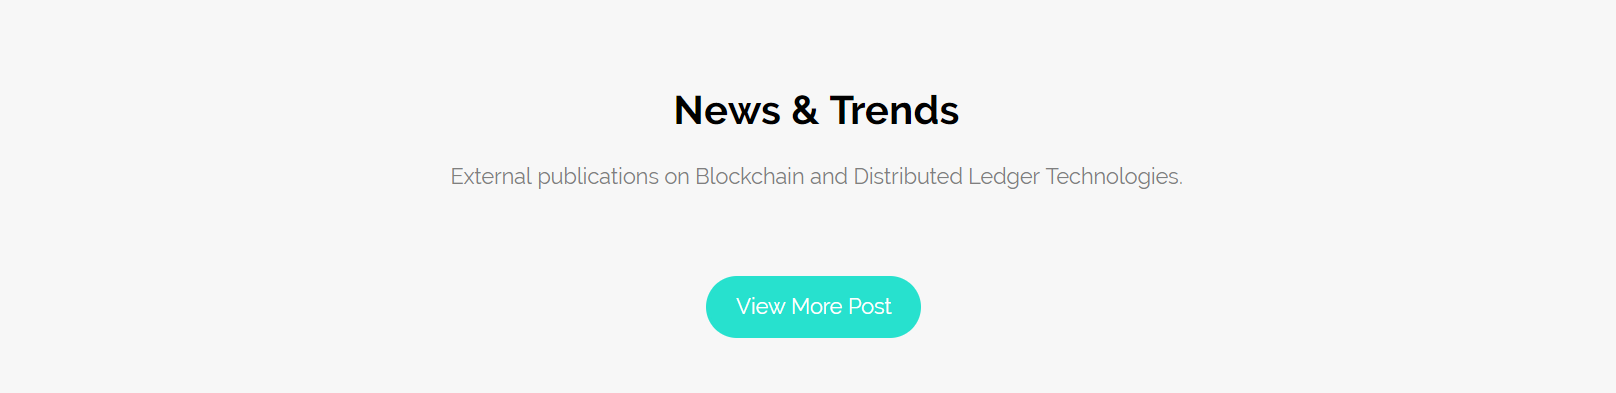 News & Trends
External publications on Blockchain and Distributed Ledger Technologies.
View More Post